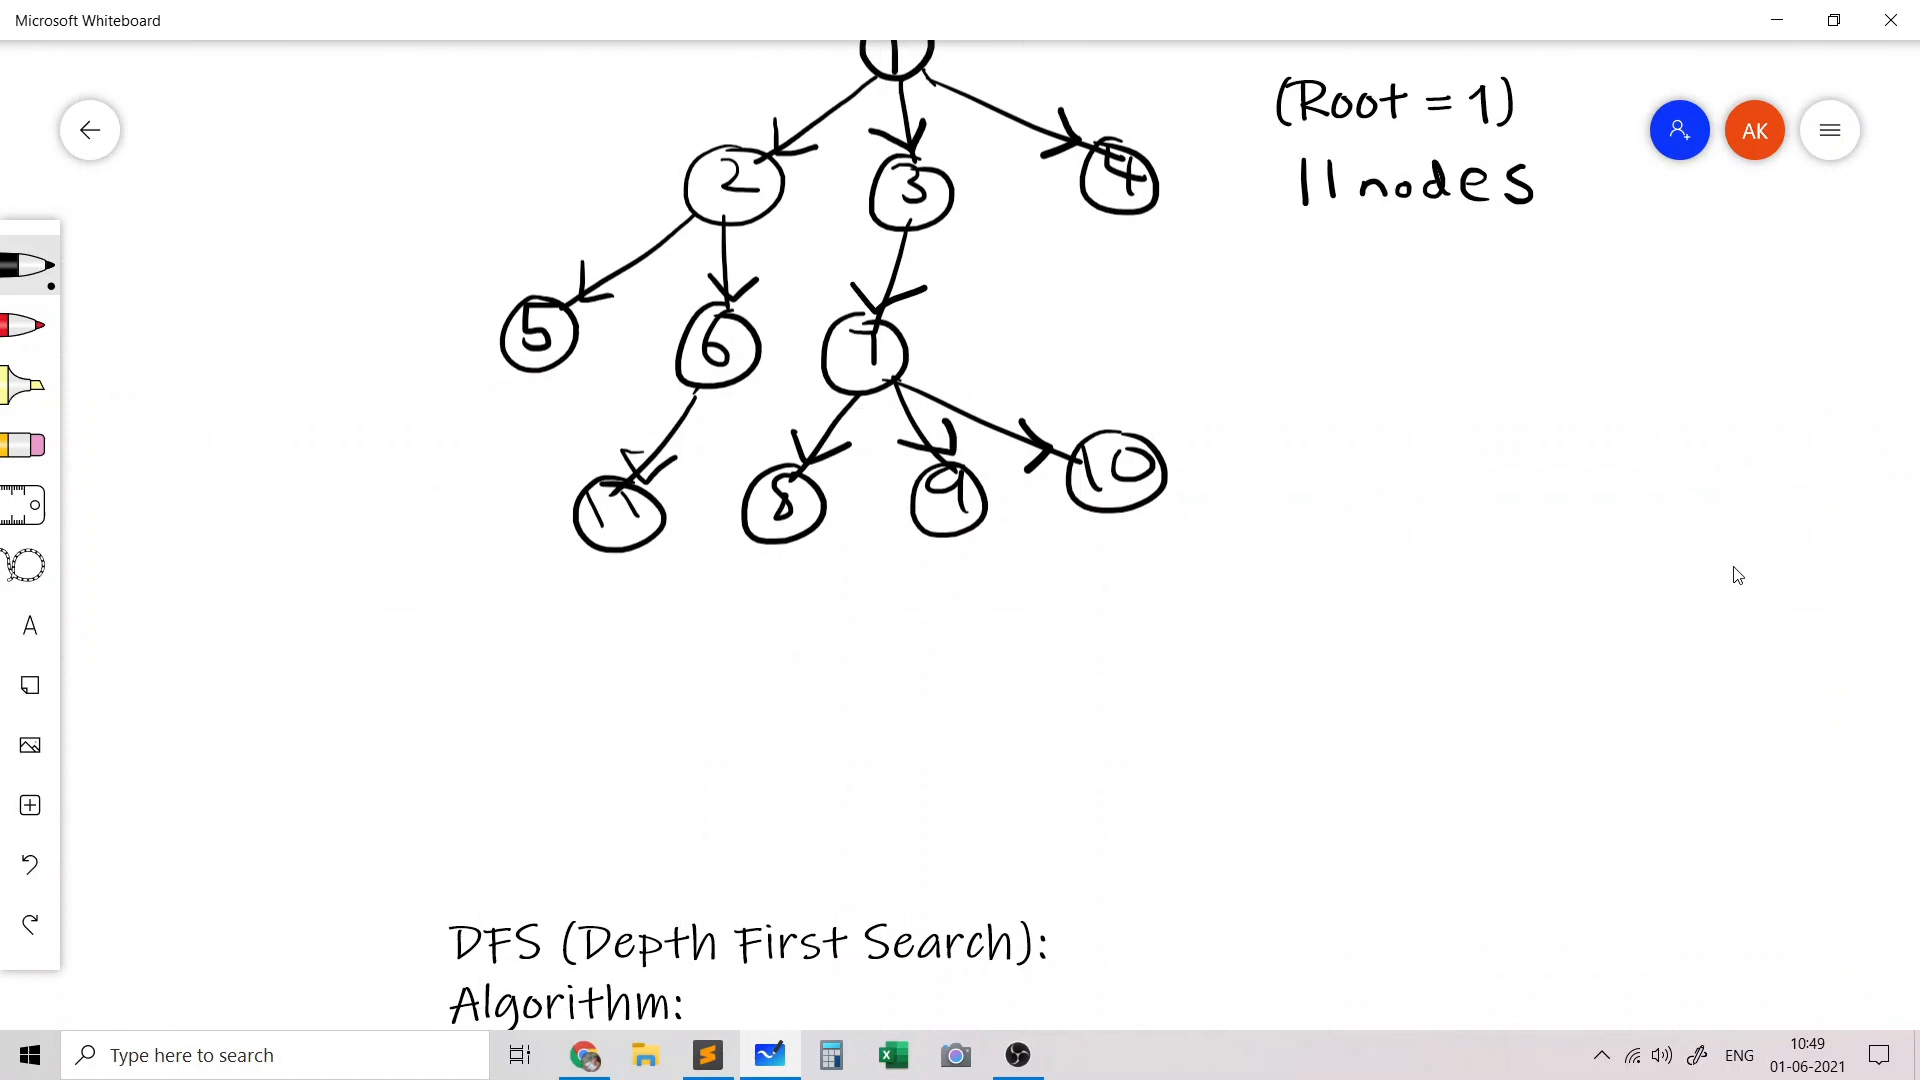 Microsoft Whiteboard
1
(Root = 1)
AK
2
3
4
11 nodes
5
6
7
11
8
9
10
A
DFS (Depth First Search):
Algorithm:
Type here to search
ENG
10:49
01-06-2021